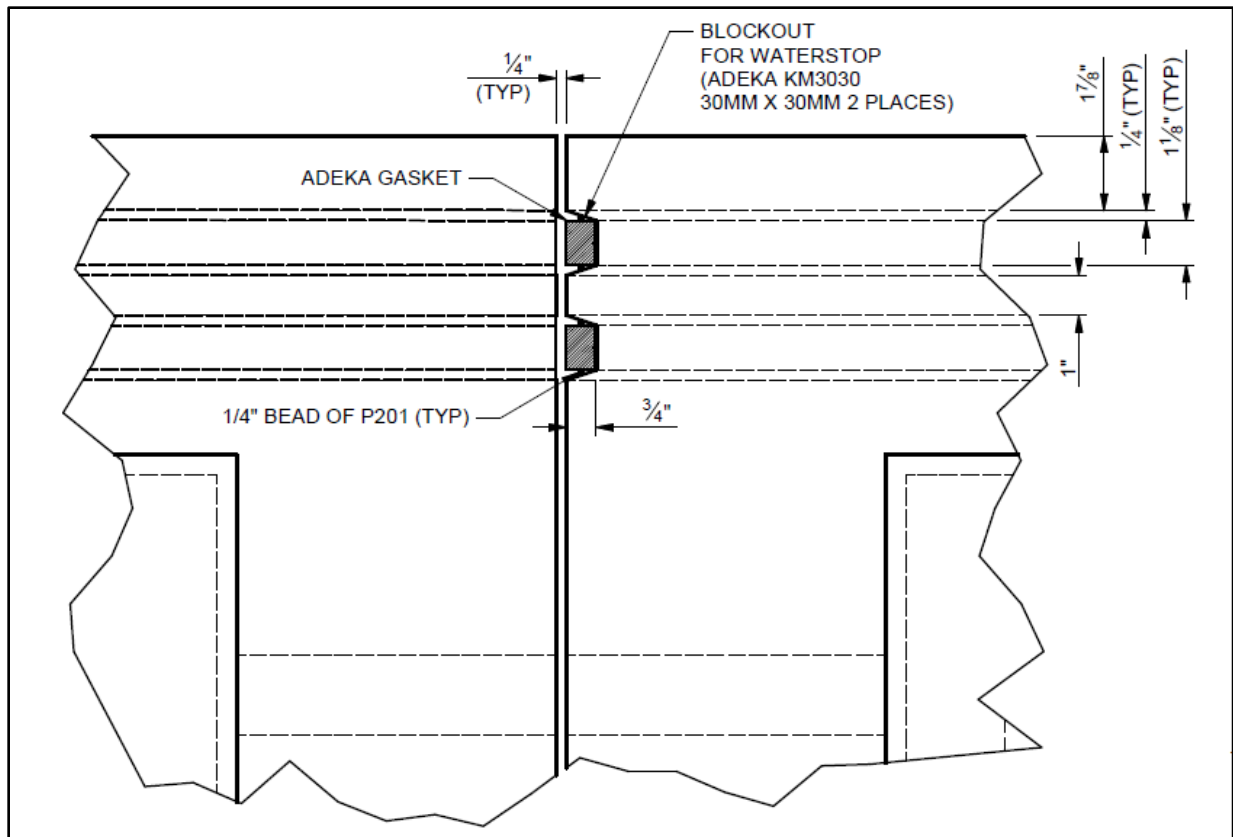 BLOCKOUT
FOR WATERSTOP
(ADEKA KM3030
30MM X 30MM 2 PLACES)
¼"
(TYP)
1⅞"
¼" (TYP)
1⅛" (TYP)
ADEKA GASKET
1"
1/4" BEAD OF P201 (TYP)
¾"